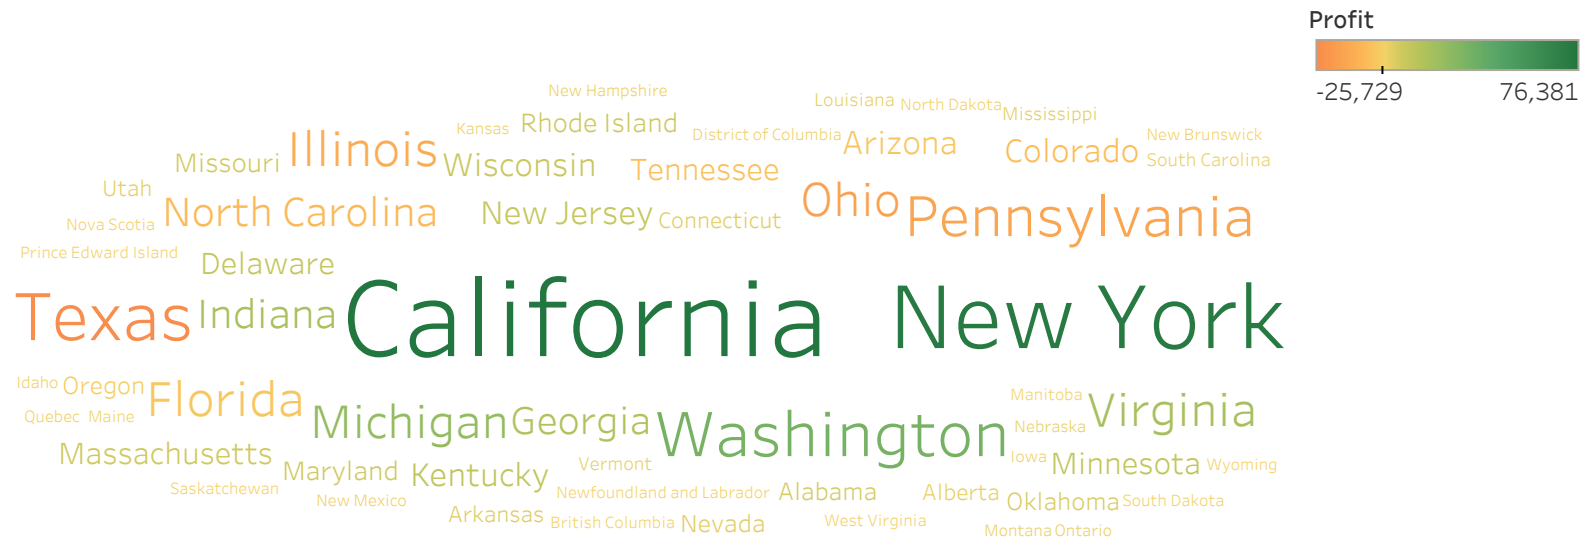 Profit
-25,729 76,381
New Hampshire
Louisiana North Dakota Mississippi
Kansas Rhode Island District of Columbia Arizona New Brunswick
Missouri Illinois Wisconsin Tennessee Colorado South Carolina
Utah
North Carolina New Jersey Connecticut Ohio Pennsylvania
Nova Scotia
Prince Edward Island Delaware
Texas Indiana California New York
Idaho Oregon Florida Manitoba Virginia
Quebec Maine Michigan Georgia Washington Nebraska
Massachusetts Maryland Kentucky Vermont Iowa Minnesota Wyoming
Saskatchewan New Mexico Newfoundland and Labrador Alabama Alberta Oklahoma South Dakota
Arkansas British Columbia Nevada West Virginia
Montana Ontario